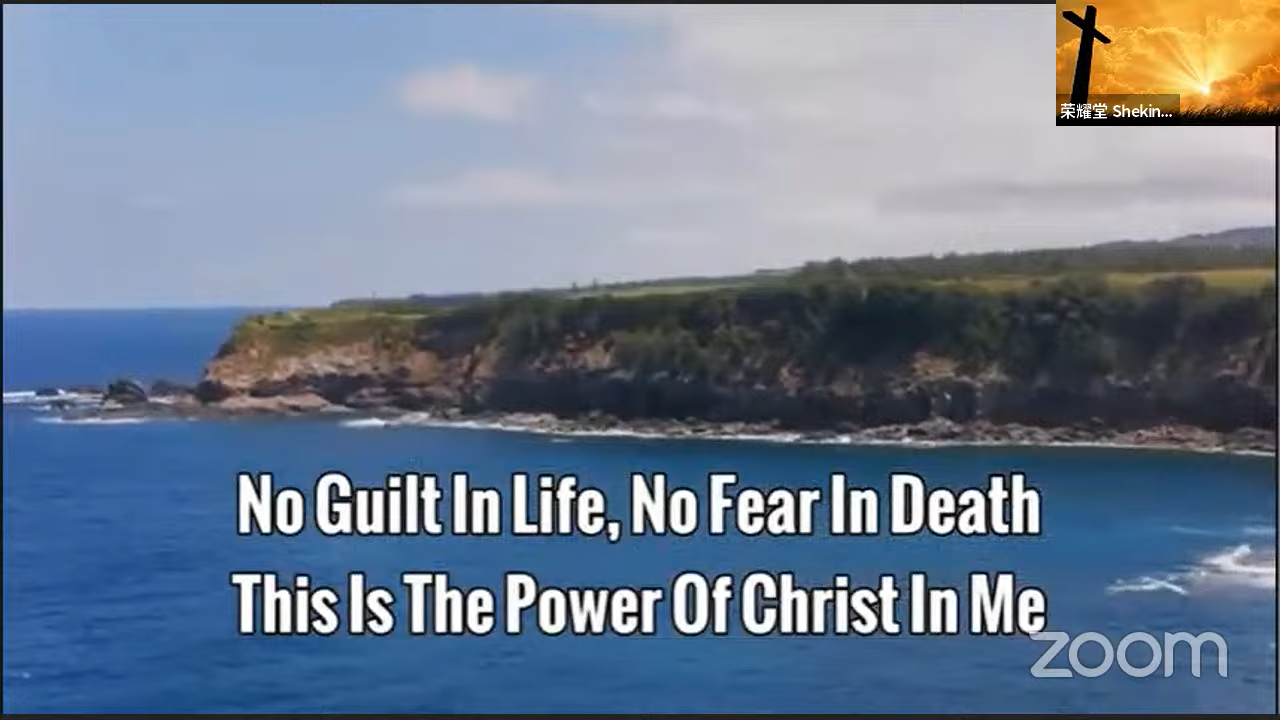 荣耀堂 Shekin...
No Guilt In Life, No Fear In Death
This Is The Power Of Christ In Me
zoom